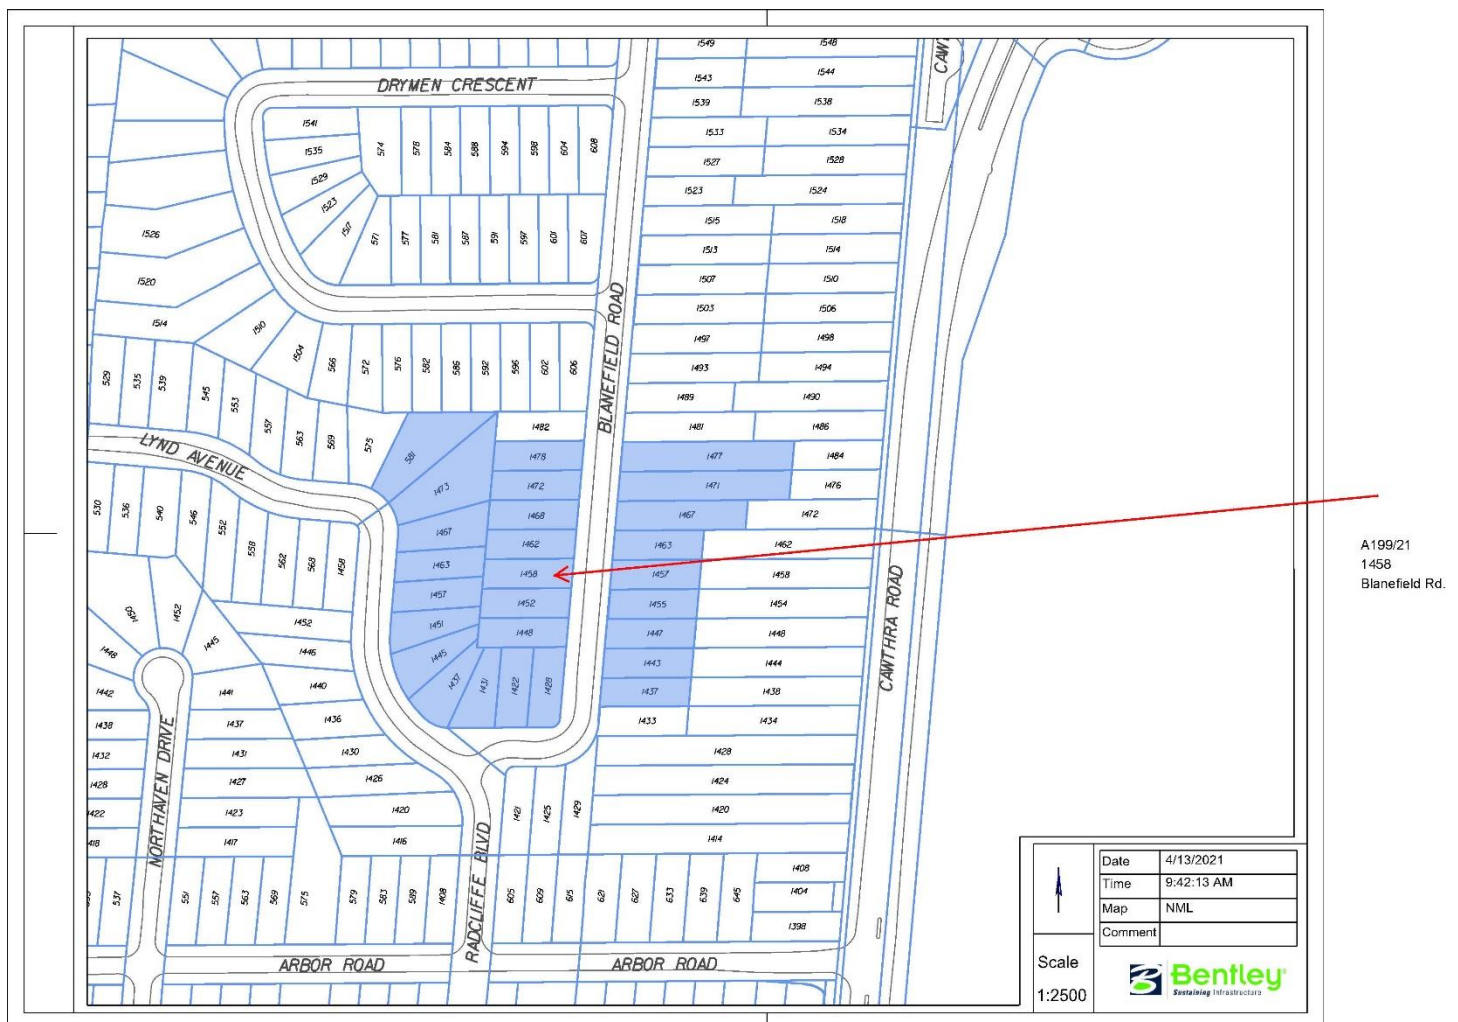 1549 1548
DRYMEN CRESCENT
1543 1544
1539 1538
CAWT
1541
1535
1529
1523
1517
574 578 584 588 594 598 604 608
1533 1534
1527 1528
1523 1524
571 577 581 587 591 597 601 607
1515 1518
1513 1514
1507 1510
1503 1506
1497 1498
1493 1494
1489 1490
1481 1486
1526
1520
1514
1510
1504
566 572 576 582 586 592 596 602 606
BLANEFIELD ROAD
529 535 539 545 553 557 563 569 575
LYND AVENUE
581
1473
1467
1463
1457
1451
1445
1437
1431 1422 1428
1482
1478
1472
1468
1462
1458
1452
1448
1477 1484
1471 1476
1467 1472
1463 1462
1457 1458
1455 1454
1447 1448
1443 1444
1437 1438
1433 1434
1428
1424
1420
1414
CAWTHRA ROAD
A199/21
1458
Blanefield Rd.
530 536 540 546 552 558 562 568 1458
1450 1452
1448
1445
1452
1446
1442 1441 1440
1438 1437 1436
1432 1431 1430
1428 1427 1426
1422 1423 1420
1418 1417 1416
NORTHAVEN DRIVE
RADCLIFFE BLVD
1421 1425 1429
537 551 557 563 569 575 579 583 589 1408
605 609 615 621 627 633 639 645
1408
1404
1398
ARBOR ROAD ARBOR ROAD
Date 4/13/2021
Time 9:42:13 AM
Map NML
Comment
Scale
1:2500
Bentley
Sustaining Infrastructure